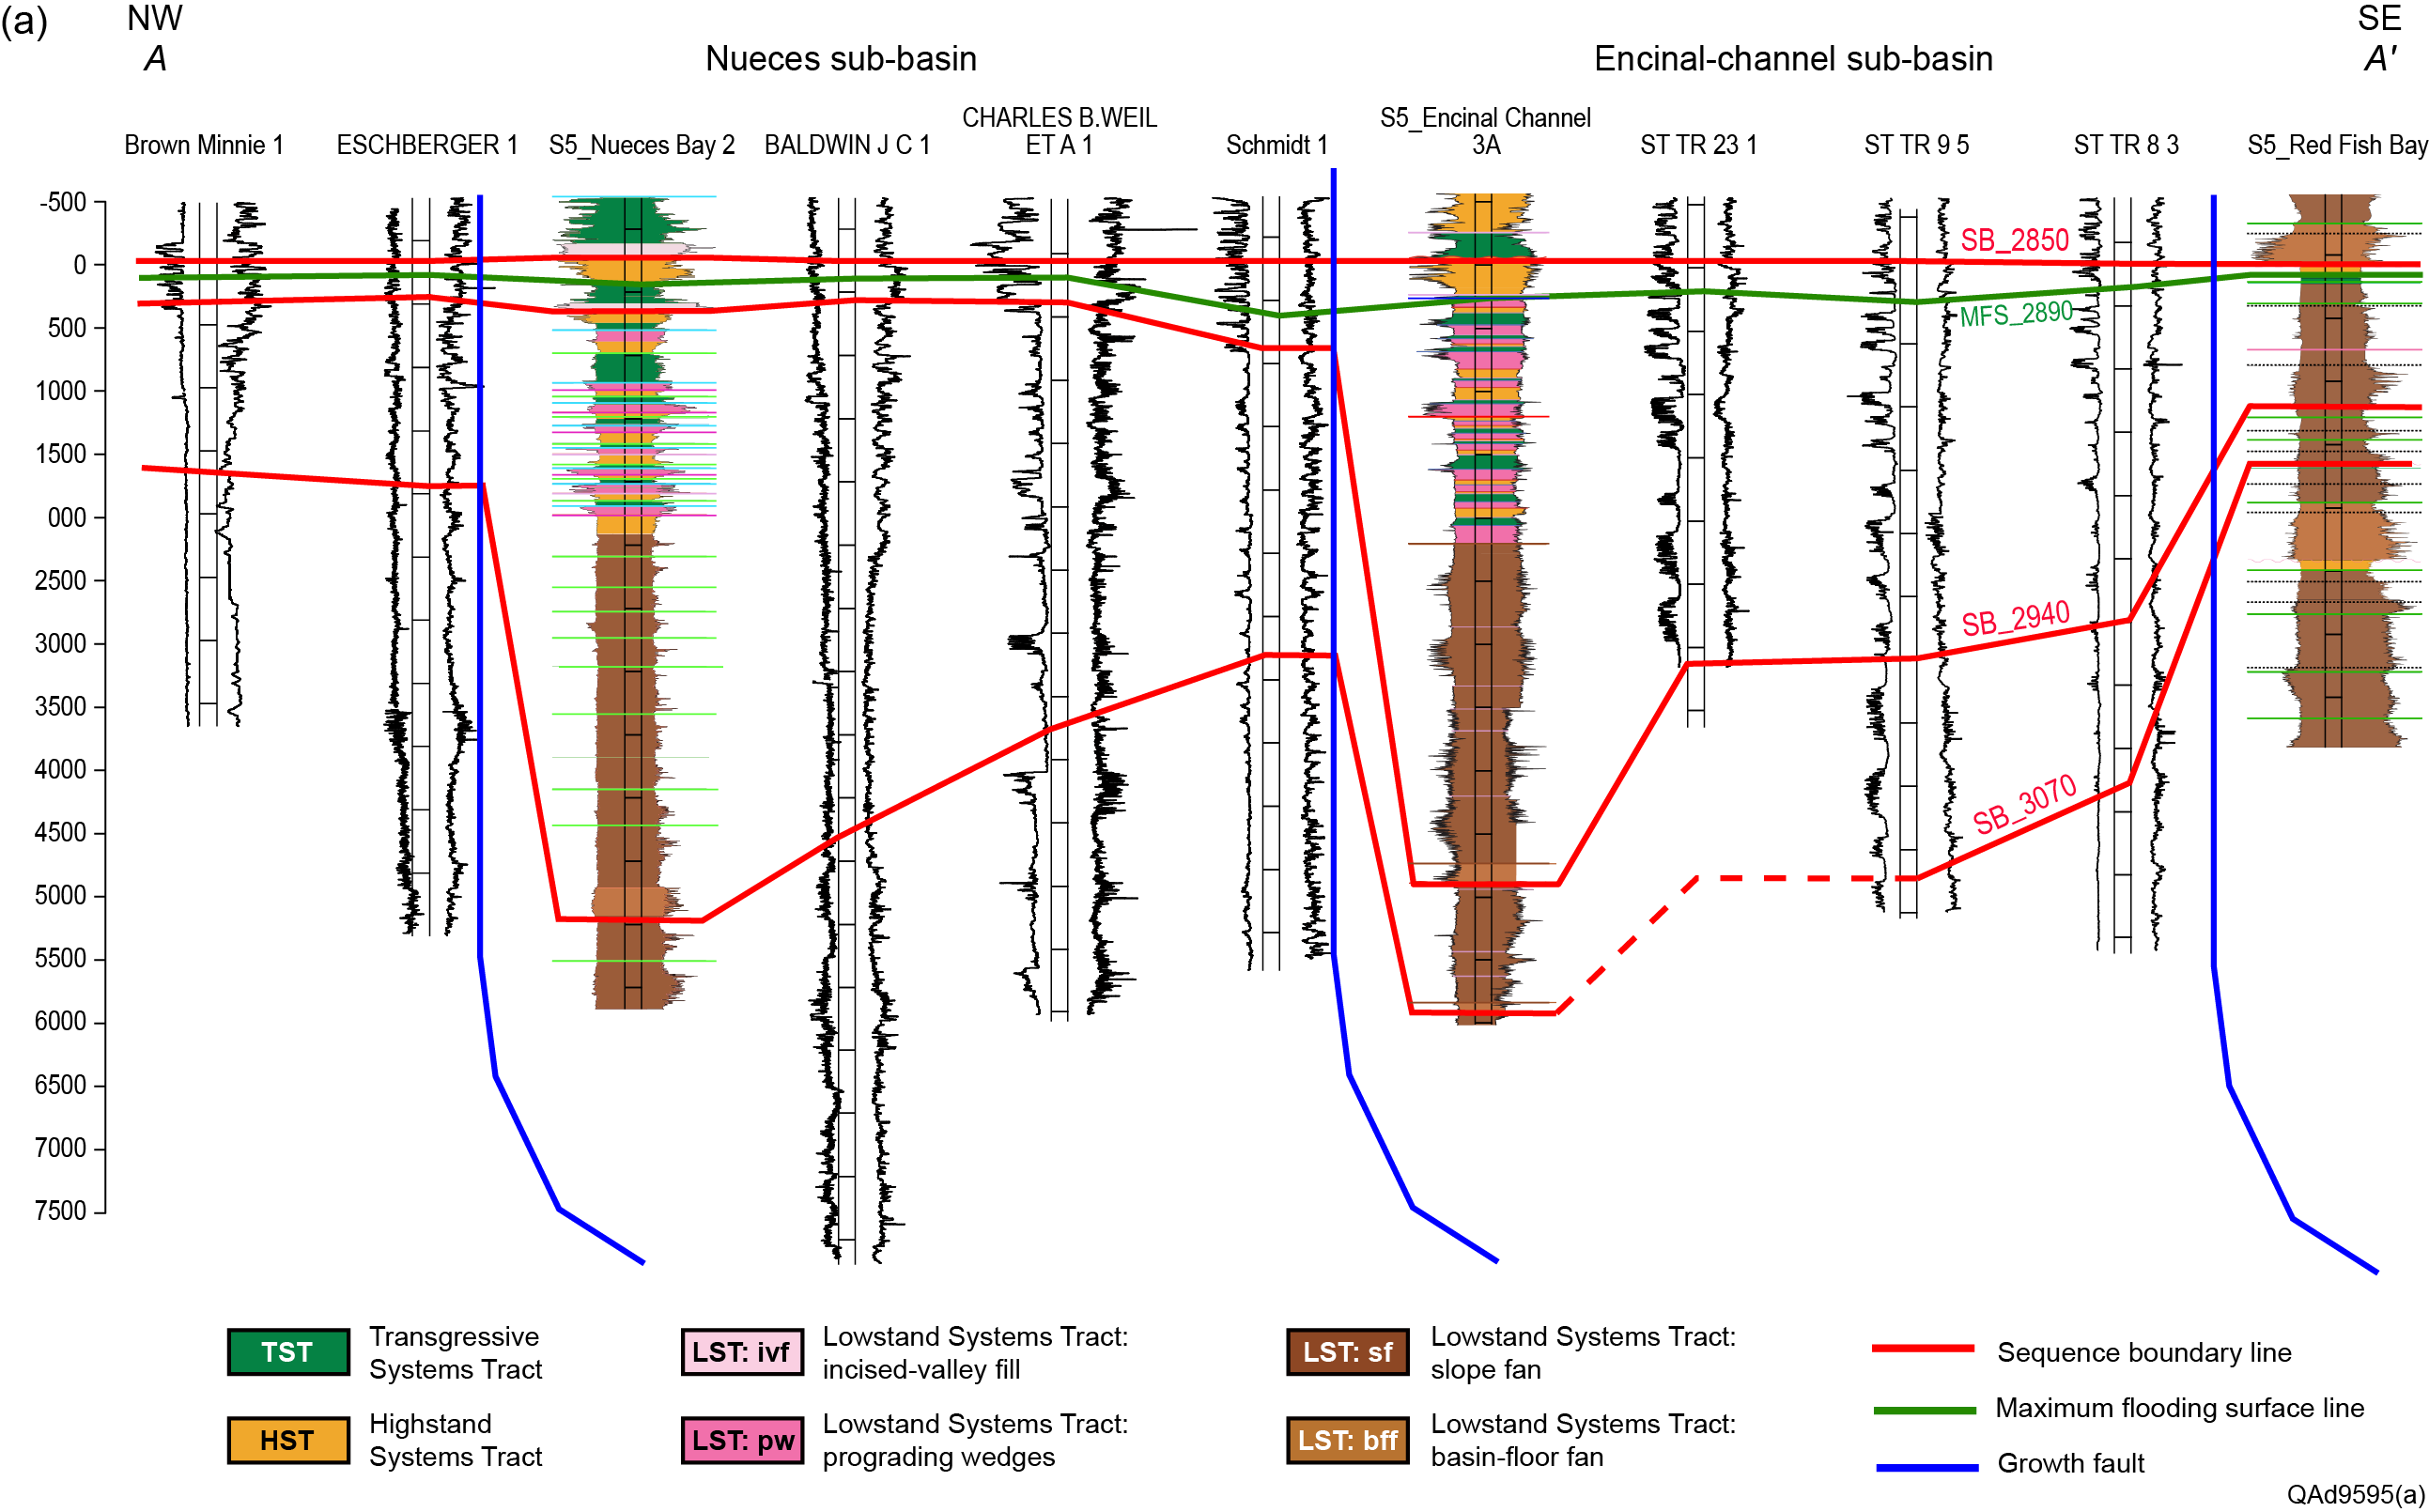 (a)
NW
SE
A
Nueces sub-basin
Encinal-channel sub-basin
A'
Brown Minnie 1
ESCHBERGER 1
S5_Nueces Bay 2
BALDWIN J C 1
CHARLES B.WEIL
ET A 1
Schmidt 1
S5_Encinal Channel
3A
ST TR 23 1
ST TR 9 5
ST TR 8 3
S5_Red Fish Bay
-500
0
500
1000
1500
000
2500
3000
3500
4000
4500
5000
5500
6000
6500
7000
7500
SB_2850
MFS_2890
SB_2940
SB_3070
TST
Transgressive
Systems Tract
HST
Highstand
Systems Tract
LST: ivf
Lowstand Systems Tract:
incised-valley fill
LST: pw
Lowstand Systems Tract:
prograding wedges
LST: sf
Lowstand Systems Tract:
slope fan
LST: bff
Lowstand Systems Tract:
basin-floor fan
Sequence boundary line
Maximum flooding surface line
Growth fault
QAd9595(a)